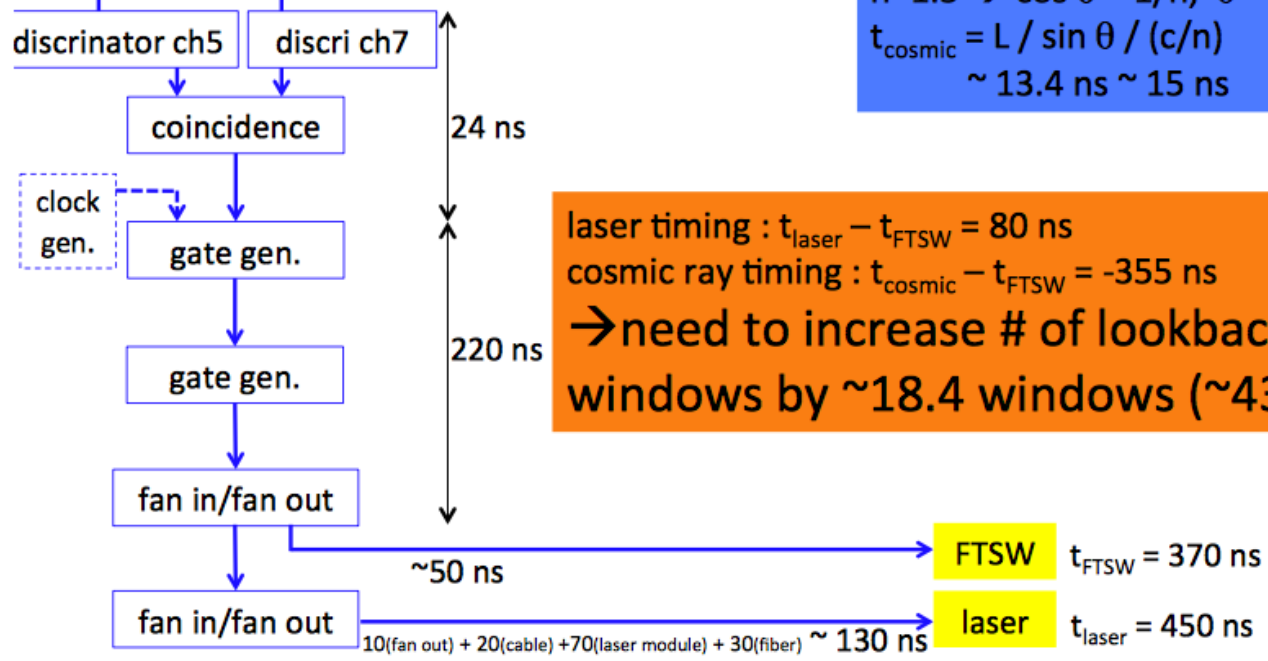 discrinator ch5
discri ch7
t_cosmic = L / sin θ / (c/n)
~ 13.4 ns ~ 15 ns
coincidence
24 ns
clock
gen.
gate gen.
laser timing : t_laser – t_FTSW = 80 ns
cosmic ray timing : t_cosmic – t_FTSW = -355 ns
→need to increase # of lookbac
windows by ~18.4 windows (~43
220 ns
gate gen.
fan in/fan out
~50 ns
FTSW
t_FTSW = 370 ns
fan in/fan out
10(fan out) + 20(cable) +70(laser module) + 30(fiber) ~ 130 ns
laser
t_laser = 450 ns